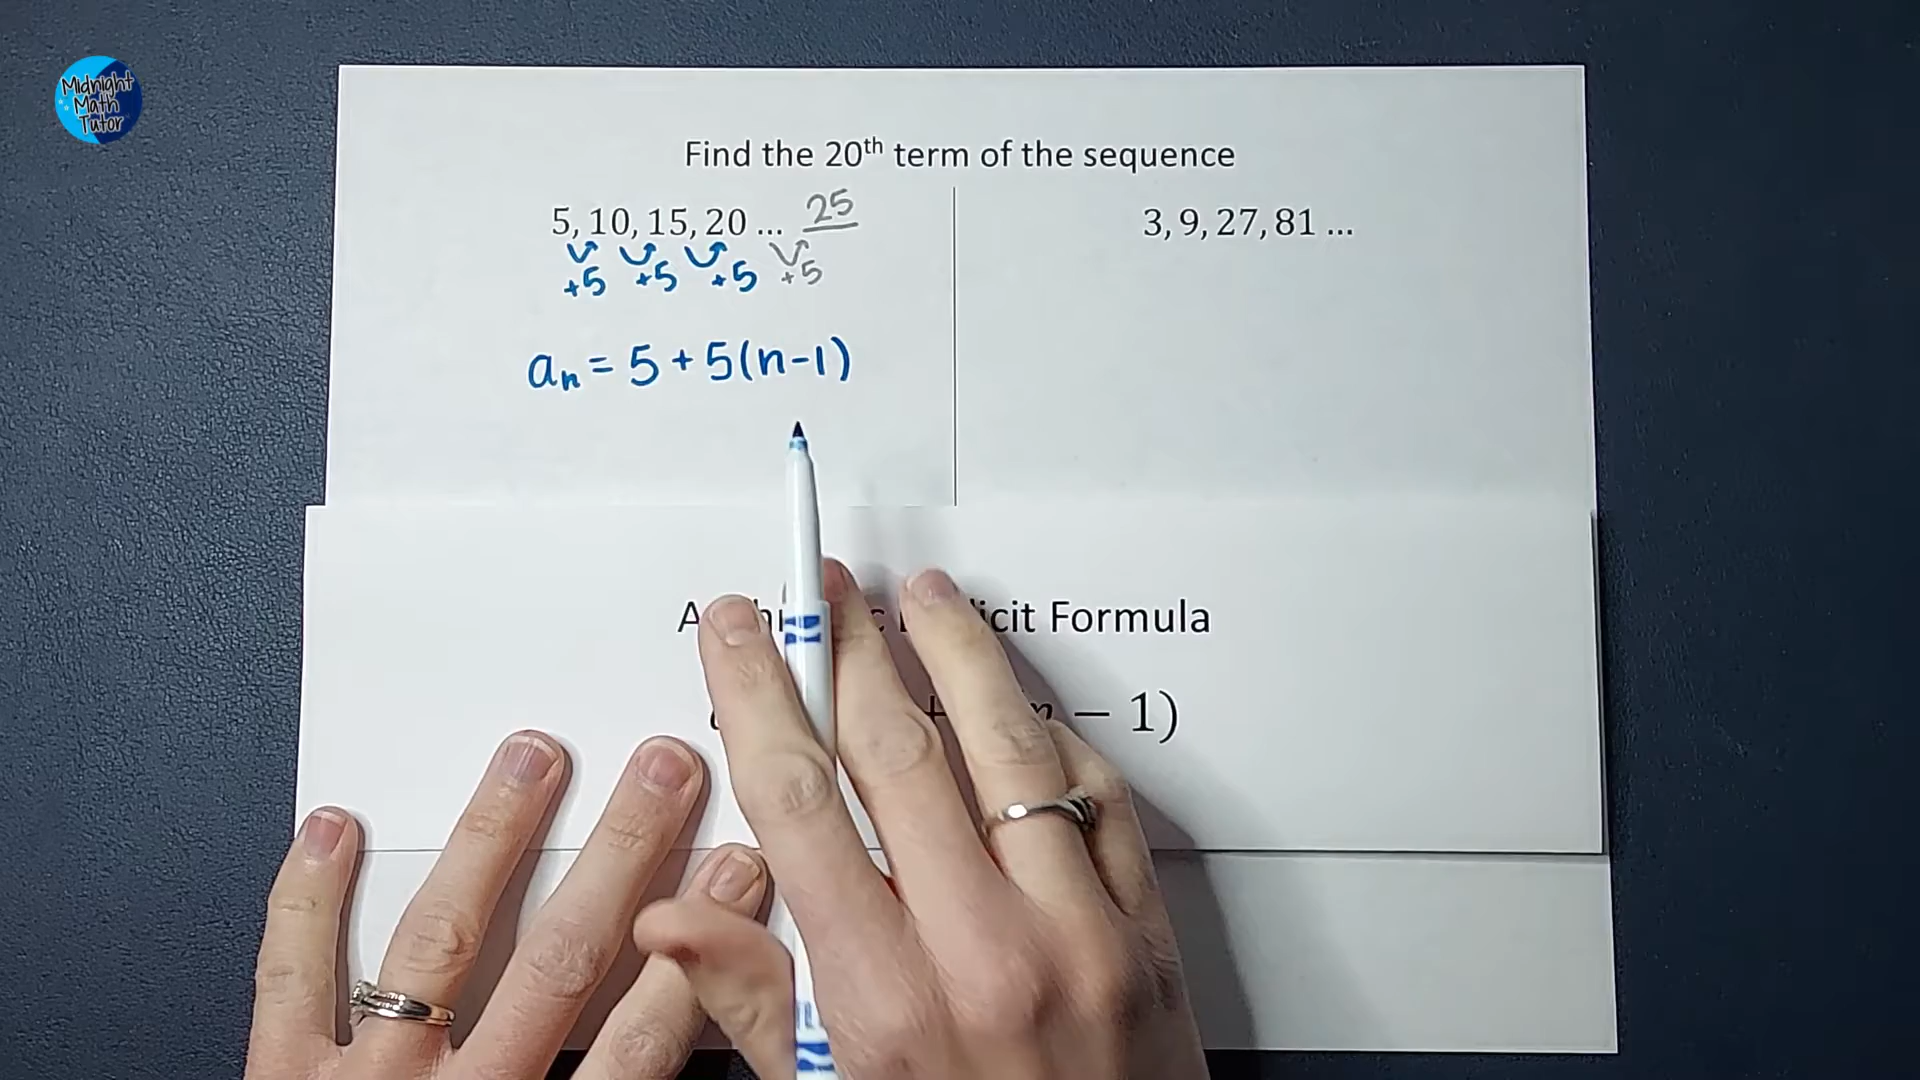 Midnight
Math
Tutor
Find the 20th term of the sequence
5, 10, 15, 20 ... 25
+5 +5 +5 +5
aₙ = 5 + 5(n-1)
3, 9, 27, 81 ...
Formula
− 1)